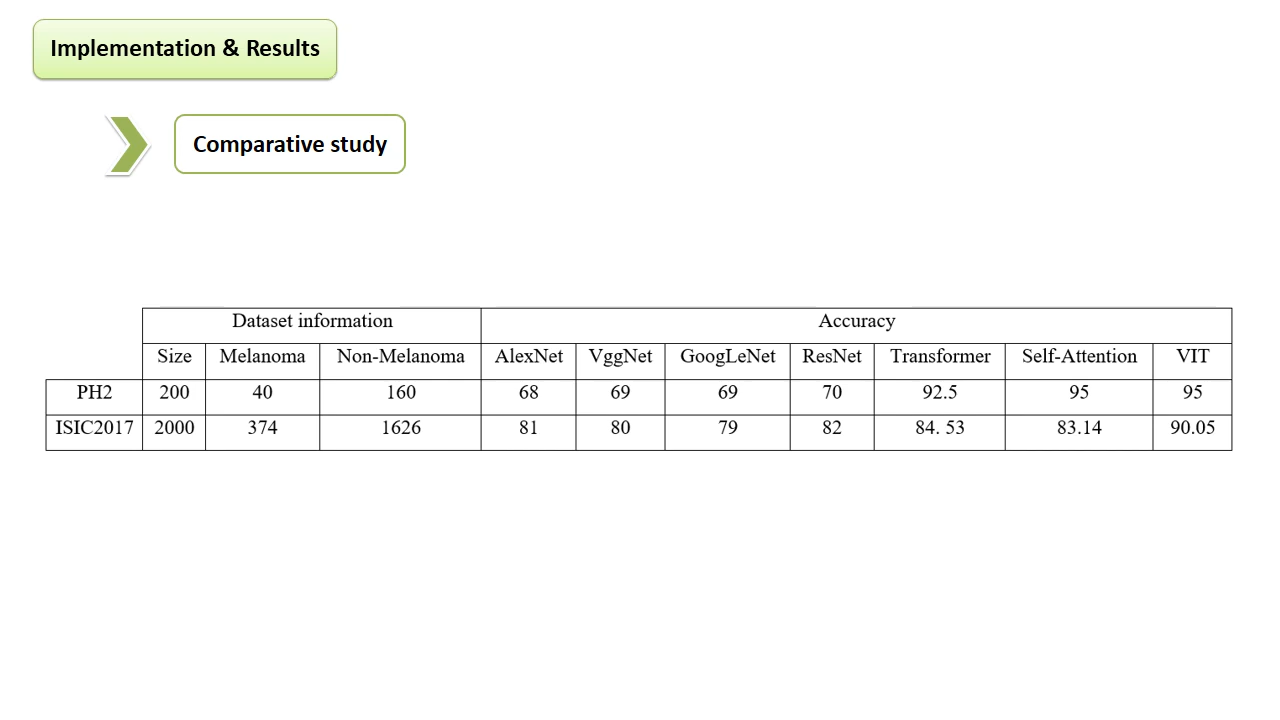 Implementation & Results
Comparative study
Dataset information Accuracy
Size Melanoma Non-Melanoma AlexNet VggNet GoogLeNet ResNet Transformer Self-Attention VIT
PH2 200 40 160 68 69 69 70 92.5 95 95
ISIC2017 2000 374 1626 81 80 79 82 84. 53 83.14 90.05